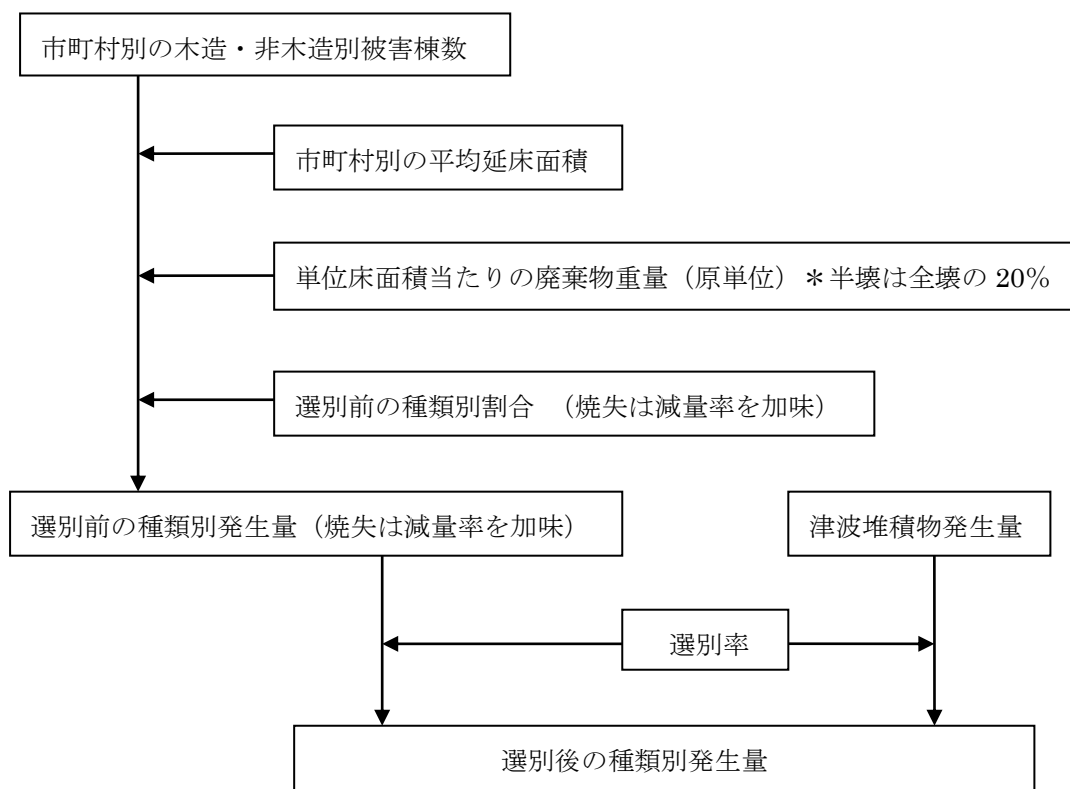 市町村別の木造・非木造別被害棟数
市町村別の平均延床面積
単位床面積当たりの廃棄物重量（原単位）＊半壊は全壊の 20%
選別前の種類別割合　（焼失は減量率を加味）
選別前の種類別発生量（焼失は減量率を加味）
津波堆積物発生量
選別率
選別後の種類別発生量